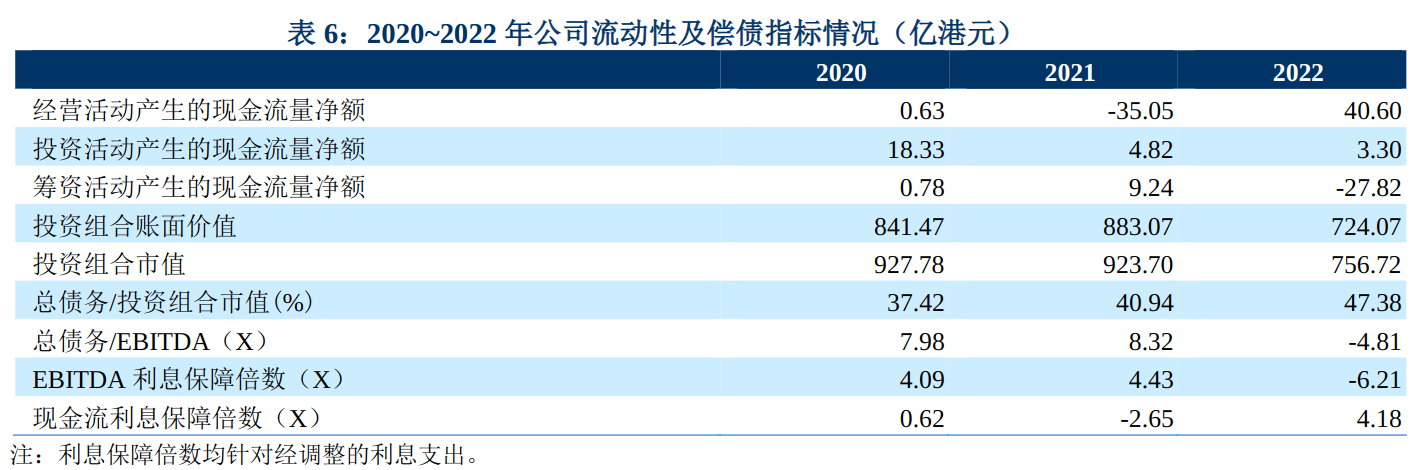 表 6：2020~2022 年公司流动性及偿债指标情况（亿港元）
2020 2021 2022
经营活动产生的现金流量净额 0.63 -35.05 40.60
投资活动产生的现金流量净额 18.33 4.82 3.30
筹资活动产生的现金流量净额 0.78 9.24 -27.82
投资组合账面价值 841.47 883.07 724.07
投资组合市值 927.78 923.70 756.72
总债务/投资组合市值(%) 37.42 40.94 47.38
总债务/EBITDA（X） 7.98 8.32 -4.81
EBITDA 利息保障倍数（X） 4.09 4.43 -6.21
现金流利息保障倍数（X） 0.62 -2.65 4.18
注：利息保障倍数均针对经调整的利息支出。